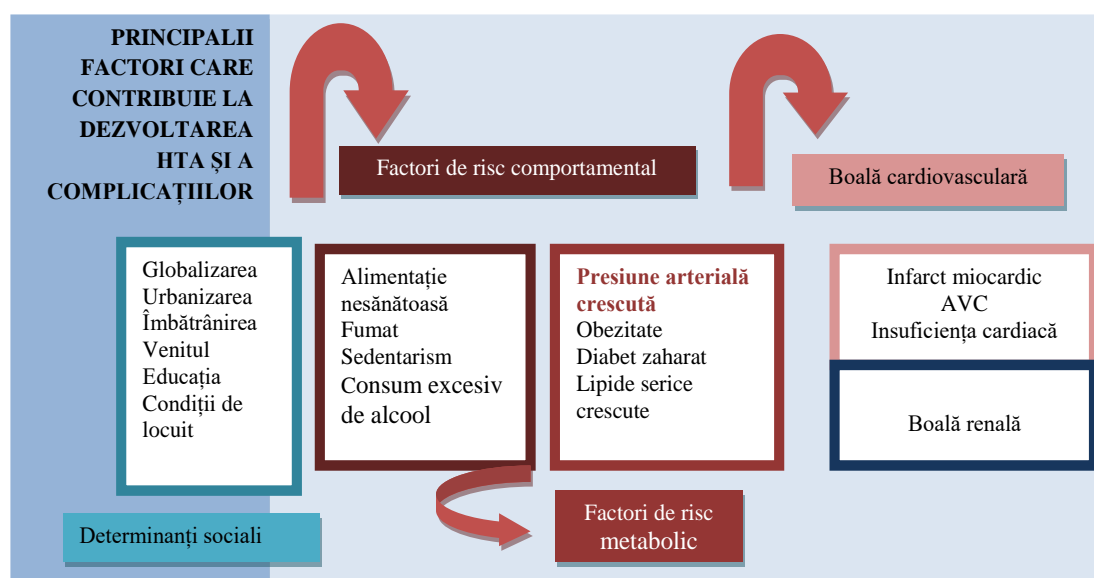 PRINCIPALII
FACTORI CARE
CONTRIBUIE LA
DEZVOLTAREA
HTA ȘI A
COMPLICAȚIILOR
Factori de risc comportamental
Boală cardiovasculară
Globalizarea
Urbanizarea
Îmbătrânirea
Venitul
Educația
Condiții de
locuit
Alimentație
nesănătoasă
Fumat
Sedentarism
Consum excesiv
de alcool
Presiune arterială
crescută
Obezitate
Diabet zaharat
Lipide serice
crescute
Infarct miocardic
AVC
Insuficiența cardiacă
Boală renală
Determinanți sociali
Factori de risc
metabolic